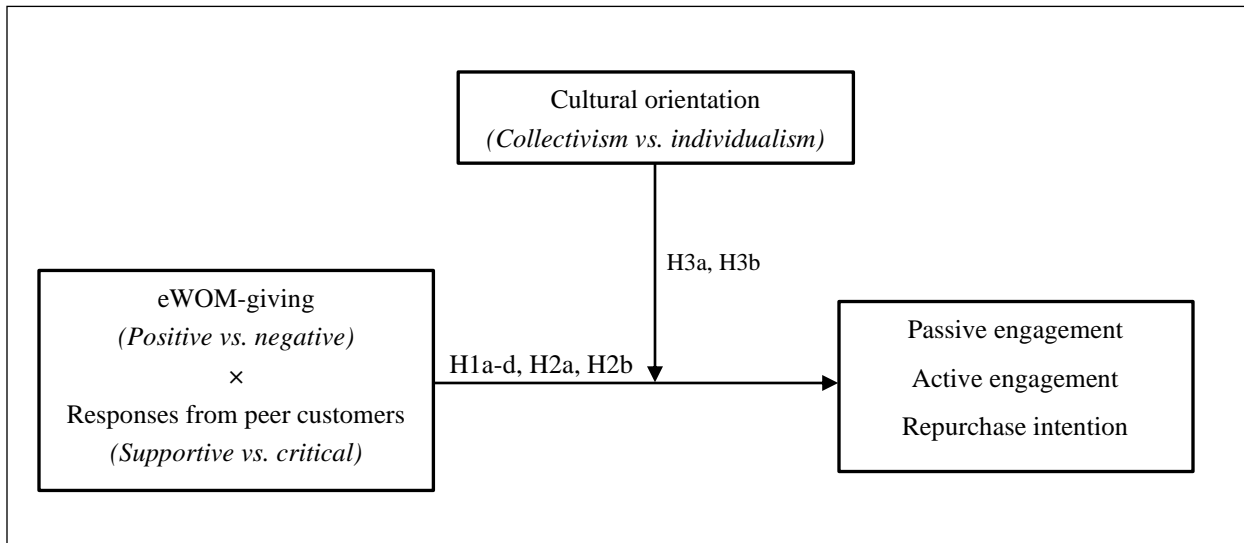 Cultural orientation
(Collectivism vs. individualism)
H3a, H3b
eWOM-giving
(Positive vs. negative)
×
Responses from peer customers
(Supportive vs. critical)
H1a-d, H2a, H2b
Passive engagement
Active engagement
Repurchase intention